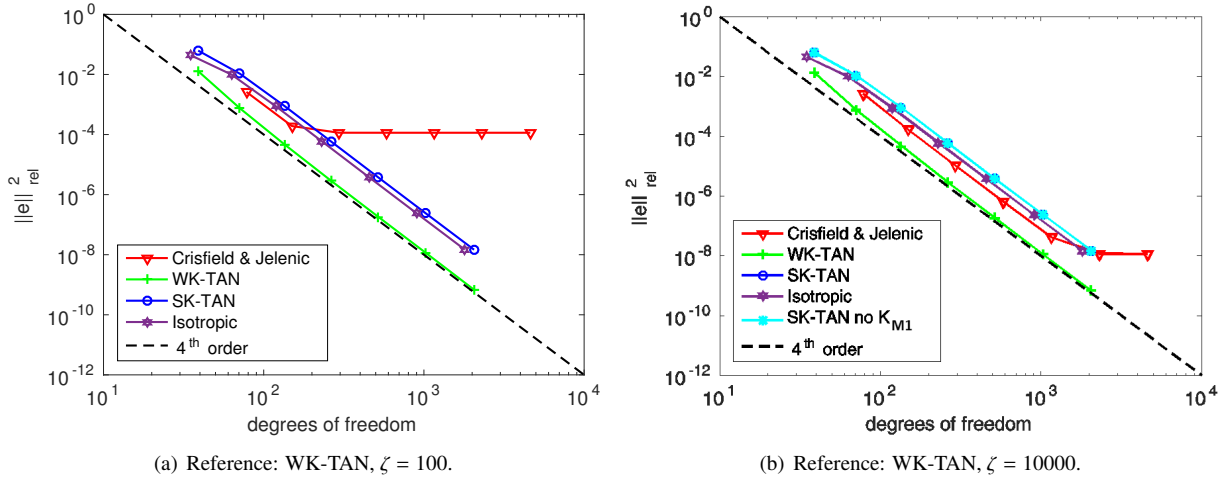 10^0
10^-2
10^-4
10^-6
10^-8
10^-10
10^-12
||e||^2_rel
Crisfield & Jelenic
WK-TAN
SK-TAN
Isotropic
4^th order
10^1
10^2
10^3
10^4
degrees of freedom
(a) Reference: WK-TAN, ζ = 100.
10^0
10^-2
10^-4
10^-6
10^-8
10^-10
10^-12
||e||^2_rel
Crisfield & Jelenic
WK-TAN
SK-TAN
Isotropic
SK-TAN no K_M1
4^th order
10^1
10^2
10^3
10^4
degrees of freedom
(b) Reference: WK-TAN, ζ = 10000.